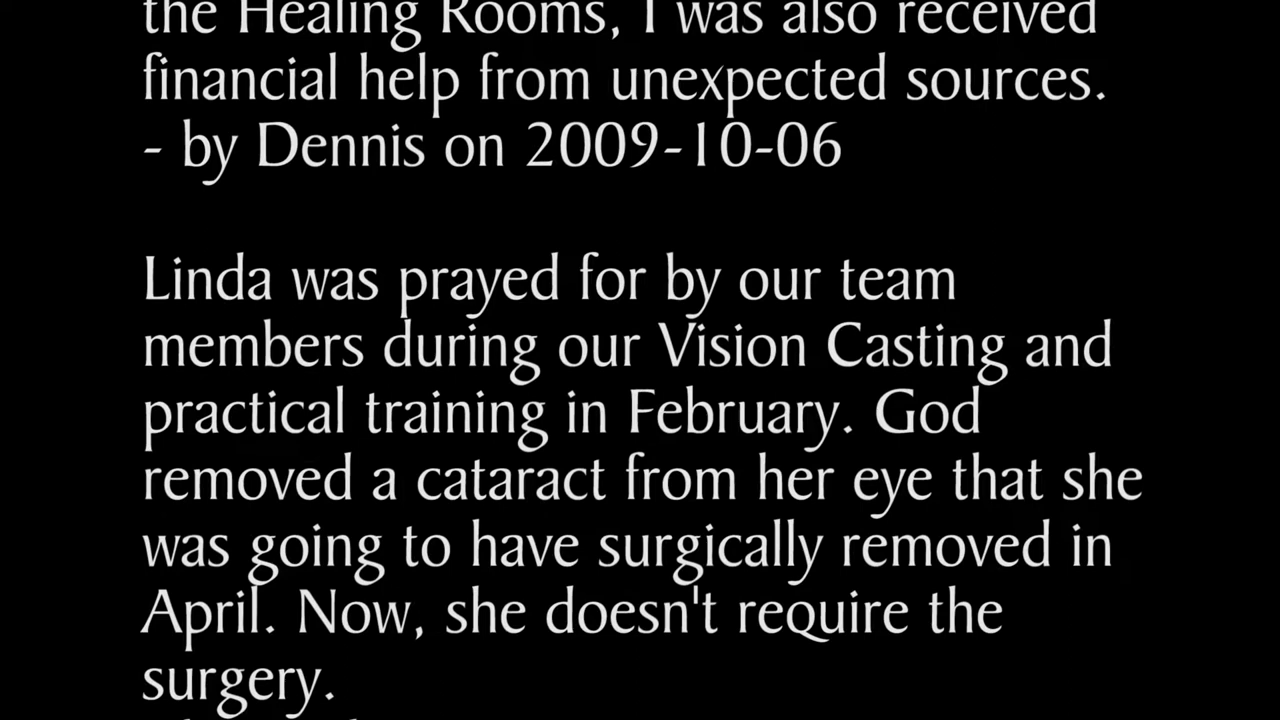 the Healing Rooms, I was also received
financial help from unexpected sources.
- by Dennis on 2009-10-06
Linda was prayed for by our team
members during our Vision Casting and
practical training in February. God
removed a cataract from her eye that she
was going to have surgically removed in
April. Now, she doesn't require the
surgery.